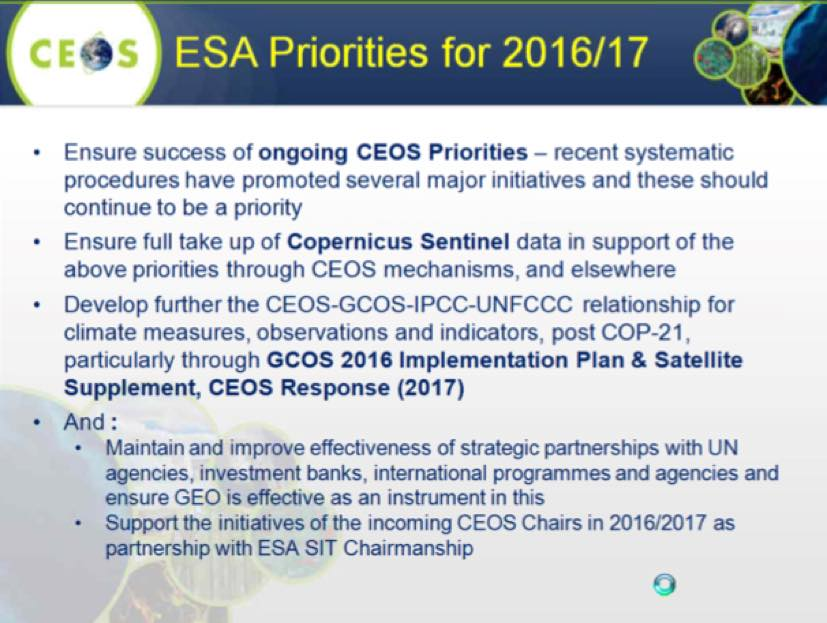 CEOS
ESA Priorities for 2016/17
• Ensure success of ongoing CEOS Priorities – recent systematic
procedures have promoted several major initiatives and these should
continue to be a priority
• Ensure full take up of Copernicus Sentinel data in support of the
above priorities through CEOS mechanisms, and elsewhere
• Develop further the CEOS-GCOS-IPCC-UNFCCC relationship for
climate measures, observations and indicators, post COP-21,
particularly through GCOS 2016 Implementation Plan & Satellite
Supplement, CEOS Response (2017)
• And :
• Maintain and improve effectiveness of strategic partnerships with UN
agencies, investment banks, international programmes and agencies and
ensure GEO is effective as an instrument in this
• Support the initiatives of the incoming CEOS Chairs in 2016/2017 as
partnership with ESA SIT Chairmanship